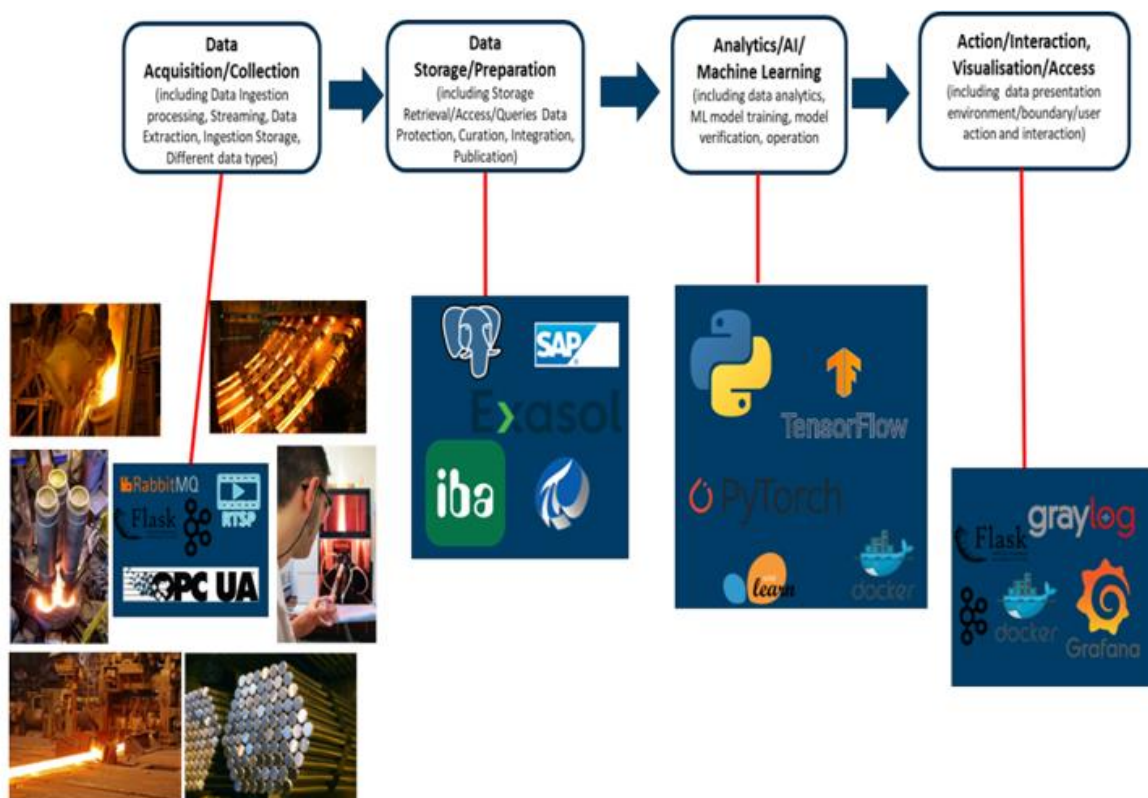 Data
Acquisition/Collection
(including Data Ingestion
processing, Streaming, Data
Extraction, Ingestion Storage,
Different data types)
Data
Storage/Preparation
(including Storage
Retrieval/Access/Queries Data
Protection, Curation, Integration,
Publication)
Analytics/AI/
Machine Learning
(including data analytics,
ML model training, model
verification, operation
Action/Interaction,
Visualisation/Access
(including data presentation
environment/boundary/user
action and interaction)
RabbitMQ
RTSP
Flask
OPC UA
SAP
Exasol
iba
TensorFlow
PyTorch
learn
docker
graylog
Flask
docker
Grafana